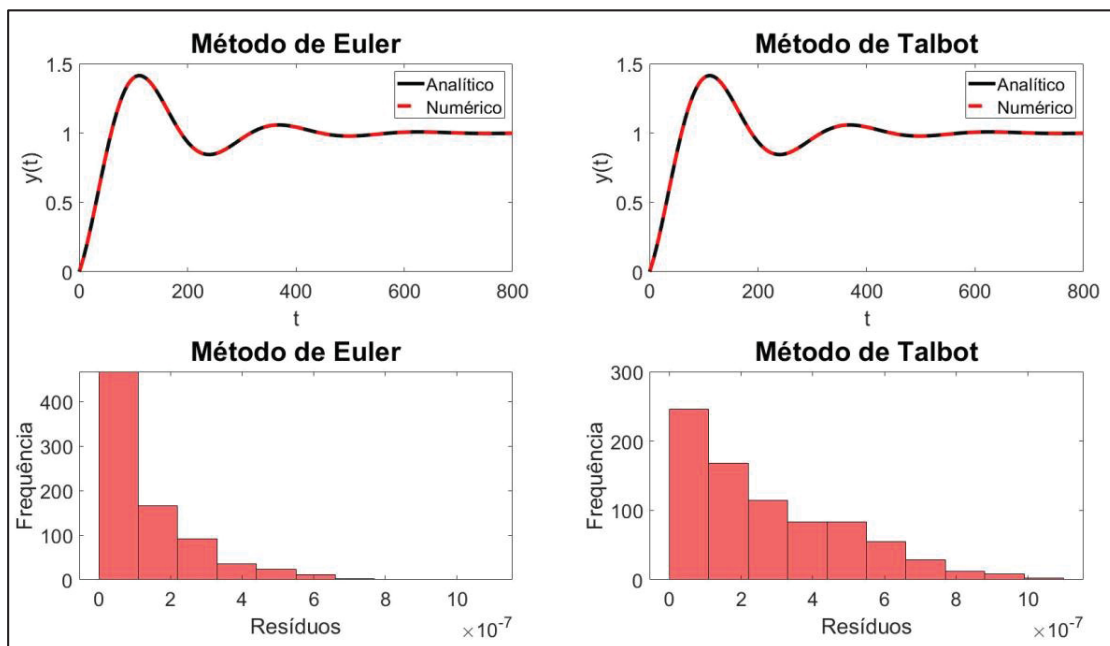 Método de Euler
1.5
1
0.5
0
y(t)
Analítico
Numérico
0
200
400
600
800
t
Método de Talbot
1.5
1
0.5
0
y(t)
Analítico
Numérico
0
200
400
600
800
t
Método de Euler
400
300
200
100
0
Frequência
0
2
4
6
8
10
Resíduos
×10⁻⁷
Método de Talbot
300
200
100
0
Frequência
0
2
4
6
8
10
Resíduos
×10⁻⁷